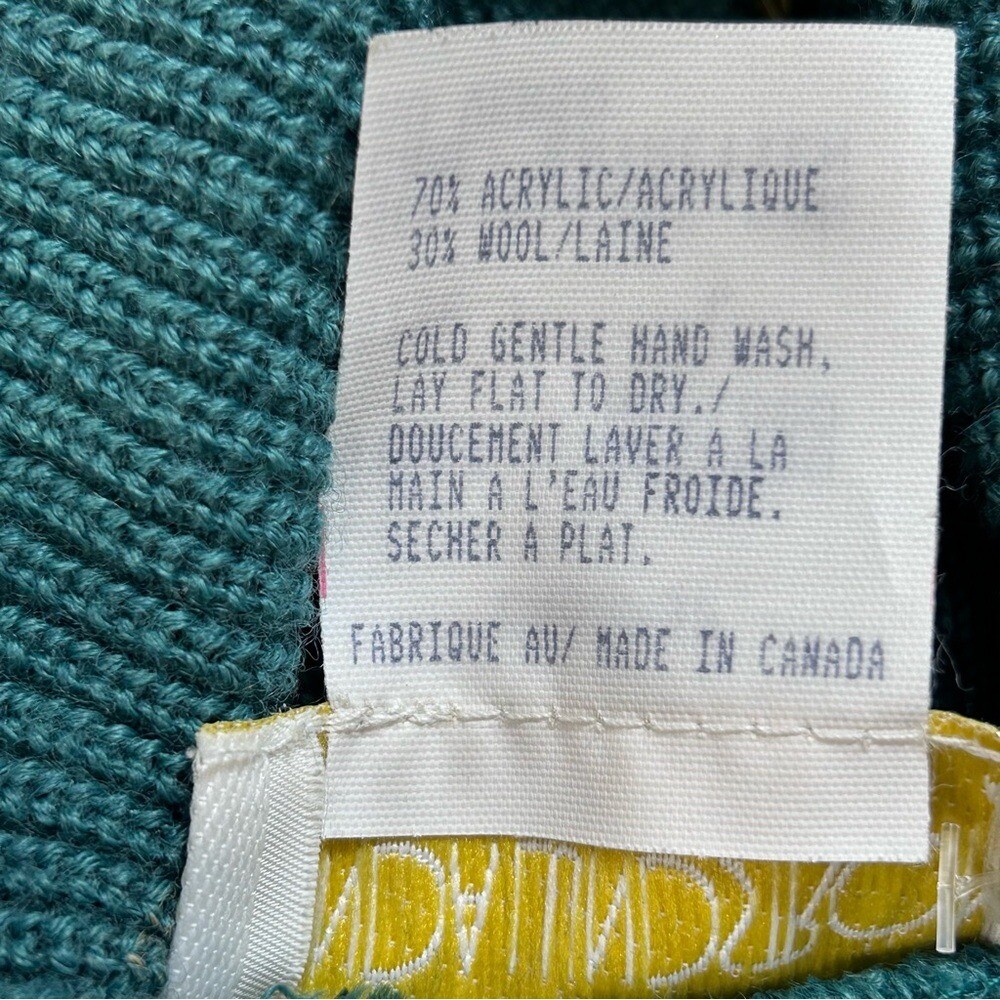 70% ACRYLIC/ACRYLIQUE
30% WOOL/LAINE
COLD GENTLE HAND WASH,
LAY FLAT TO DRY./
DOUCEMENT LAVER A LA
MAIN A L'EAU FROIDE.
SECHER A PLAT.
FABRIQUE AU/ MADE IN CANADA